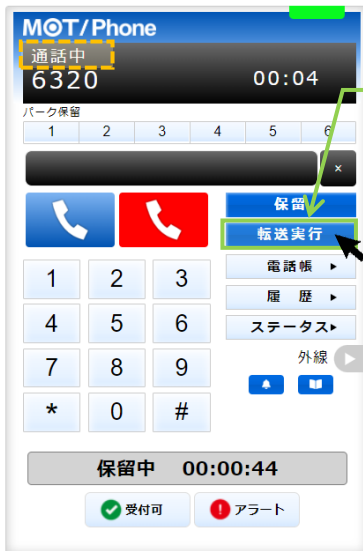 MOT/Phone
通話中
6320 00:04
パーク保留
1 2 3 4 5 6
×
保留
転送実行
電話帳 ▸
1 2 3
履 歴 ▸
4 5 6
ステータス▸
7 8 9
外線
* 0 #
保留中 00:00:44
受付可 アラート